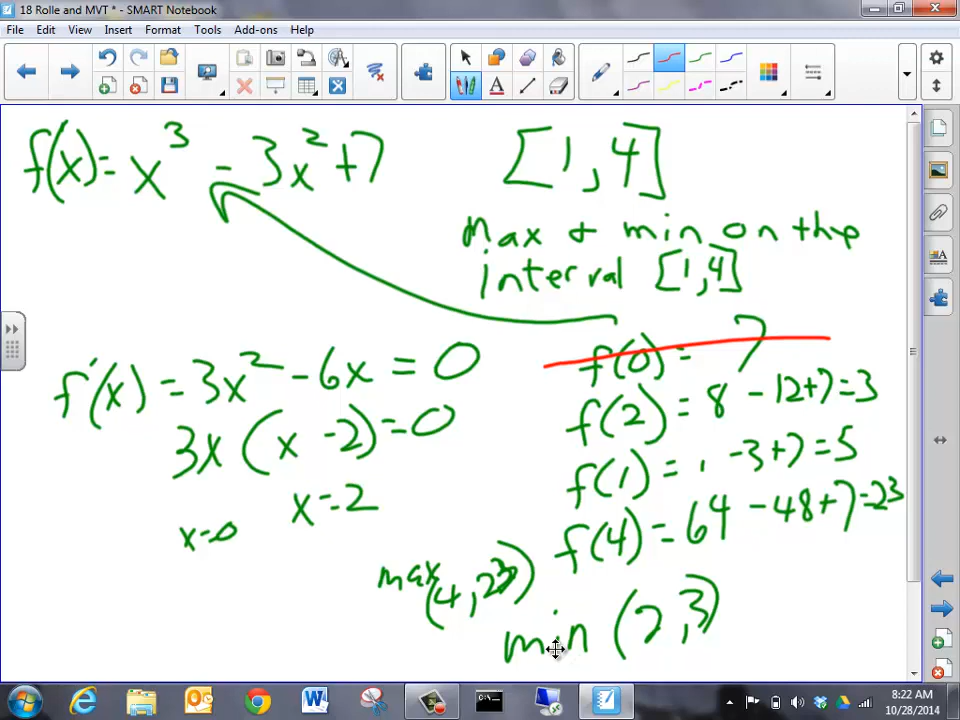 18 Rolle and MVT * - SMART Notebook
File Edit View Insert Format Tools Add-ons Help
f(x)= x³ - 3x² +7 [1,4]
Max & min on the
interval [1,4]
f'(x) = 3x² - 6x = 0
3x (x - 2) = 0
x=0 x=2
f(0) = 7
f(2) = 8 - 12+7=3
f(1) = 1 -3+7=5
f(4) = 64 -48+7=23
max (4,23)
min (2,3)
8:22 AM
10/28/2014